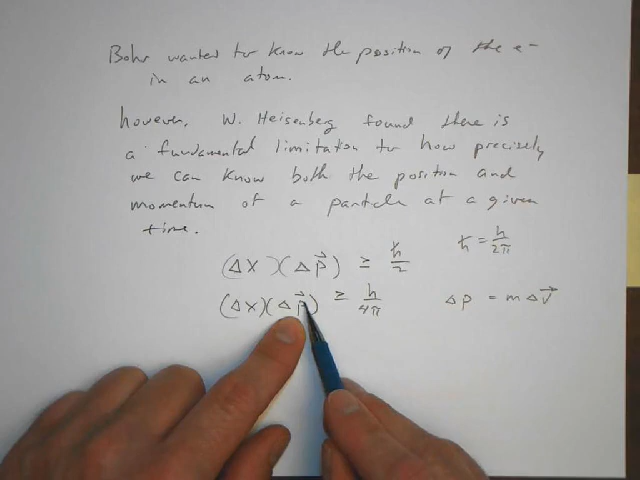 Bohr wanted to know the position of the e-
in an atom.
however, W. Heisenberg found there is
a fundamental limitation to how precisely
we can know both the position and
momentum of a particle at a given
time.
(Δx)(Δp⃗) ≥ ℏ/2
ℏ = h/2π
(Δx)(Δp⃗) ≥ h/4π
Δp = mΔv⃗